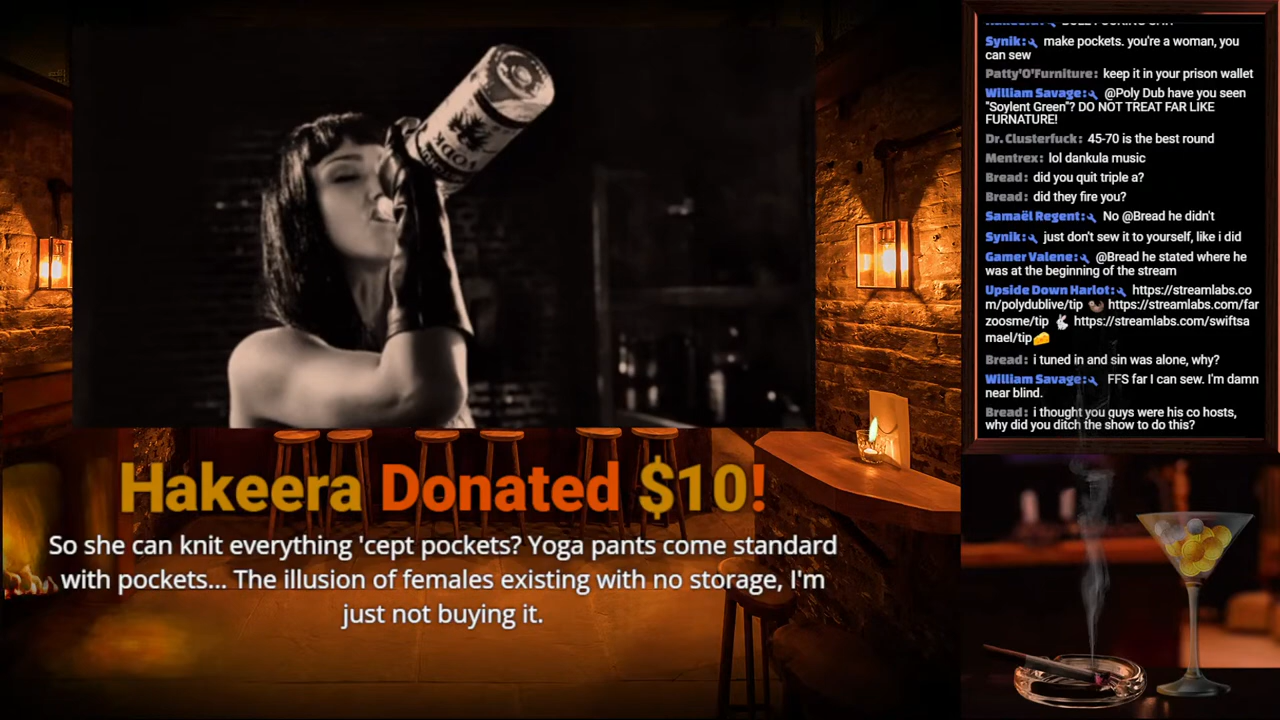 VODK
Hakeera Donated $10!
So she can knit everything 'cept pockets? Yoga pants come standard
with pockets... The illusion of females existing with no storage, I'm
just not buying it.
Synik: make pockets. you're a woman, you
can sew
Patty'O'Furniture: keep it in your prison wallet
William Savage: @Poly Dub have you seen
"Soylent Green"? DO NOT TREAT FAR LIKE
FURNATURE!
Dr. Clusterfuck: 45-70 is the best round
Mentrex: lol dankula music
Bread: did you quit triple a?
Bread: did they fire you?
Samaël Regent: No @Bread he didn't
Synik: just don't sew it to yourself, like i did
Gamer Valene: @Bread he stated where he
was at the beginning of the stream
Upside Down Harlot: https://streamlabs.co
m/polydublive/tip https://streamlabs.com/far
zoosme/tip https://streamlabs.com/swiftsa
mael/tip
Bread: i tuned in and sin was alone, why?
William Savage: FFS far I can sew. I'm damn
near blind.
Bread: i thought you guys were his co hosts,
why did you ditch the show to do this?